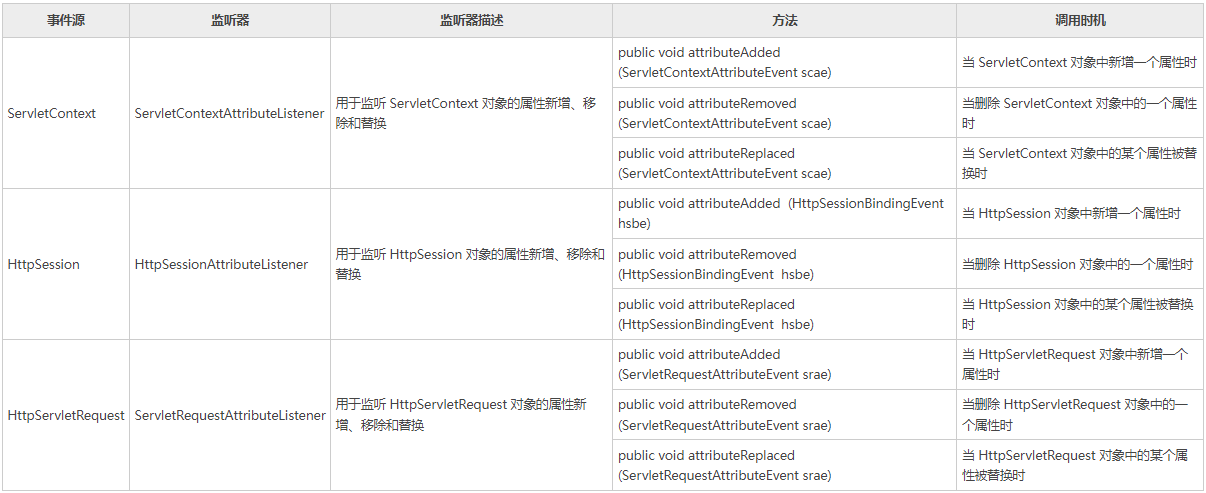 事件源 监听器 监听器描述 方法 调用时机
ServletContext ServletContextAttributeListener
用于监听 ServletContext 对象的属性新增、移
除和替换
public void attributeAdded
(ServletContextAttributeEvent scae)
当 ServletContext 对象中新增一个属性时
public void attributeRemoved
(ServletContextAttributeEvent scae)
当删除 ServletContext 对象中的一个属性
时
public void attributeReplaced
(ServletContextAttributeEvent scae)
当 ServletContext 对象中的某个属性被替
换时
HttpSession HttpSessionAttributeListener
用于监听 HttpSession 对象的属性新增、移除和
替换
public void attributeAdded (HttpSessionBindingEvent
hsbe)
当 HttpSession 对象中新增一个属性时
public void attributeRemoved
(HttpSessionBindingEvent hsbe)
当删除 HttpSession 对象中的一个属性时
public void attributeReplaced
(HttpSessionBindingEvent hsbe)
当 HttpSession 对象中的某个属性被替换
时
HttpServletRequest ServletRequestAttributeListener
用于监听 HttpServletRequest 对象的属性新
增、移除和替换
public void attributeAdded
(ServletRequestAttributeEvent srae)
当 HttpServletRequest 对象中新增一个
属性时
public void attributeRemoved
(ServletRequestAttributeEvent srae)
当删除 HttpServletRequest 对象中的一
个属性时
public void attributeReplaced
(ServletRequestAttributeEvent srae)
当 HttpServletRequest 对象中的某个属
性被替换时